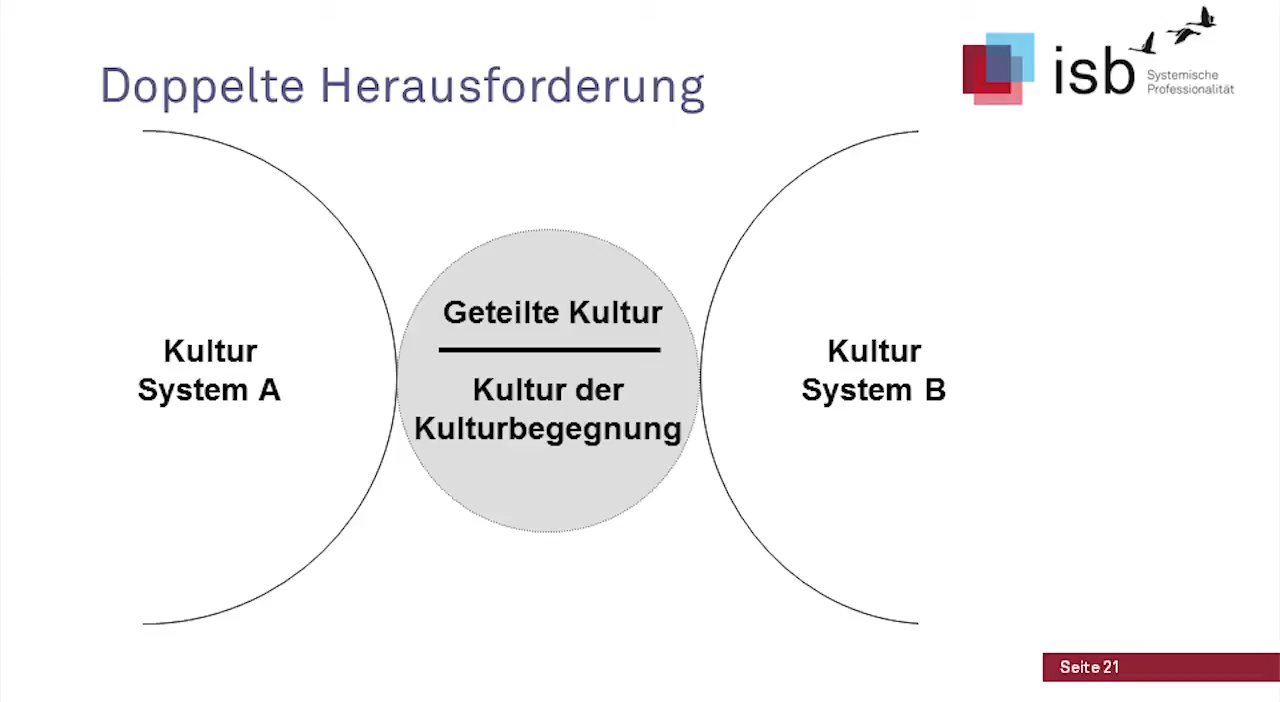 Doppelte Herausforderung
isb
Systemische
Professionalität
Kultur
System A
Geteilte Kultur
Kultur der
Kulturbegegnung
Kultur
System B
Seite 21